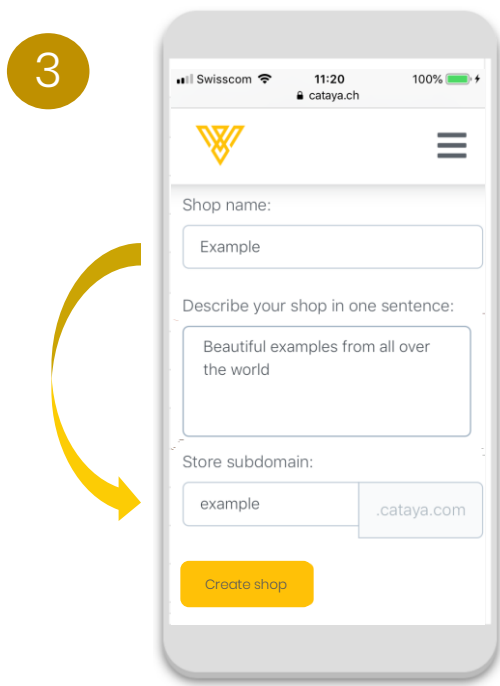 3
Swisscom 11:20 100%
cataya.ch
Shop name:
Example
Describe your shop in one sentence:
Beautiful examples from all over
the world
Store subdomain:
example .cataya.com
Create shop